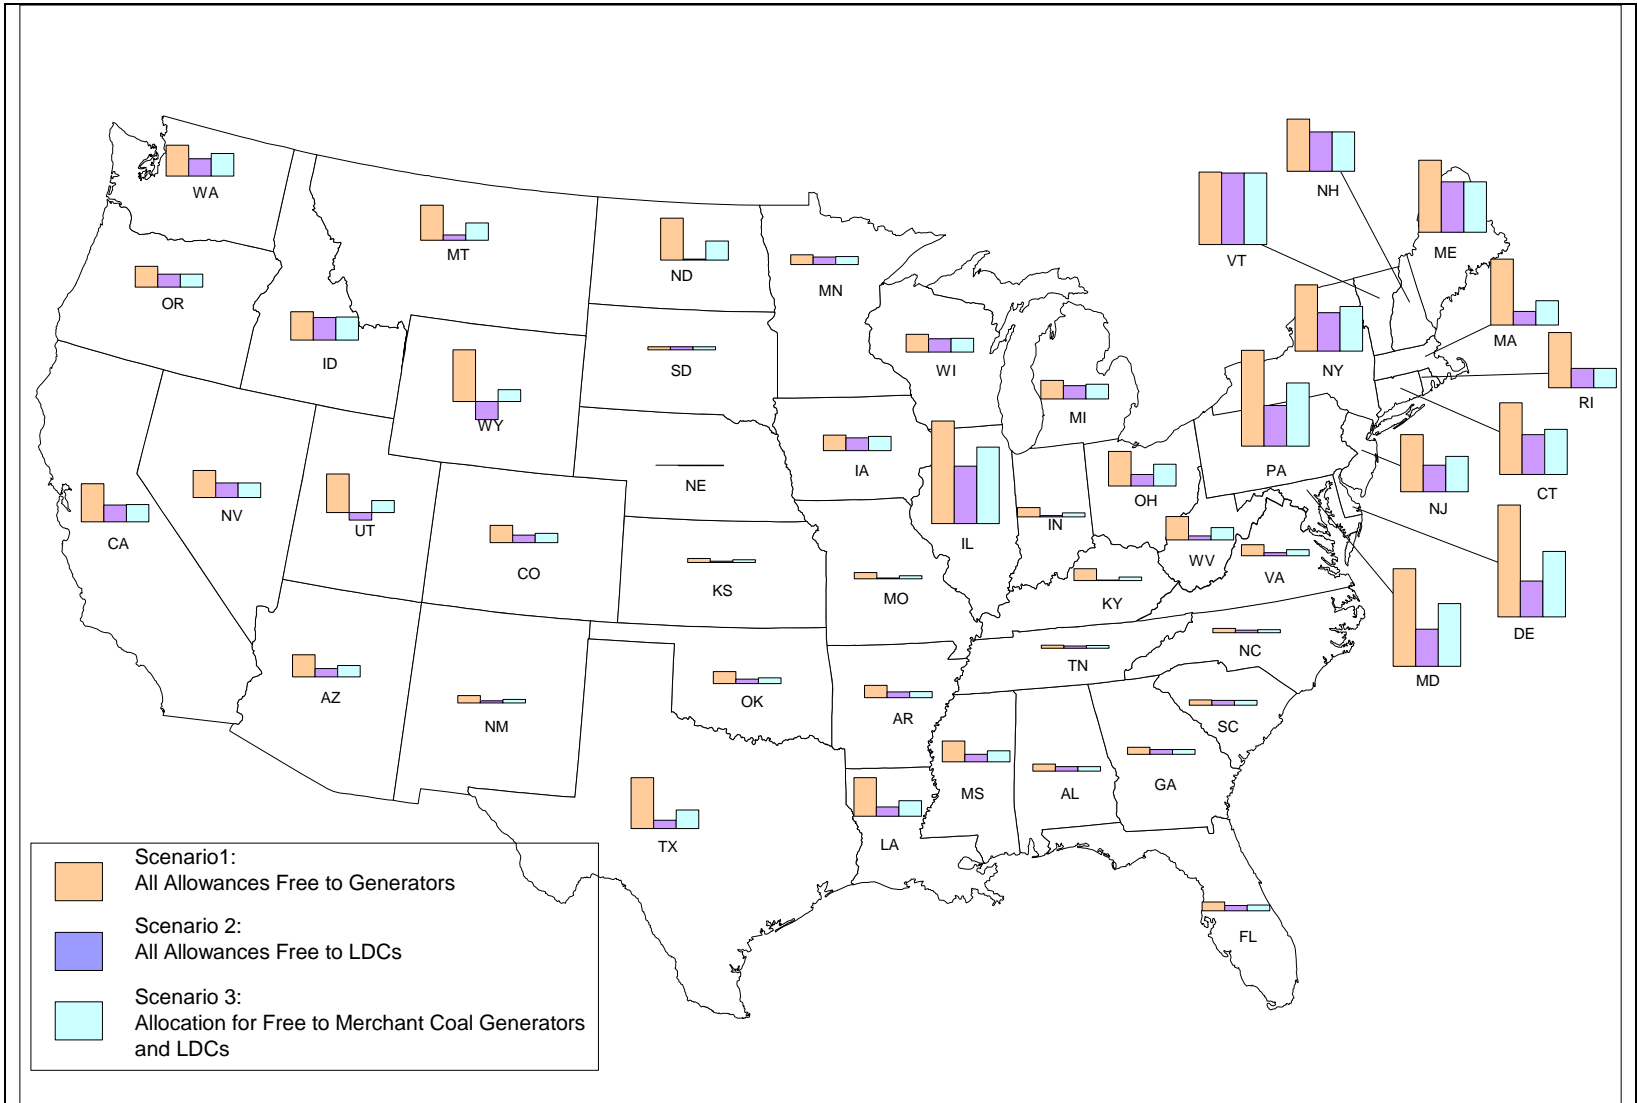 NH
WA
VT
ME
MT
ND
MN
OR
MA
ID
SD
WI
NY
RI
MI
WY
IA
PA
NE
OH
CT
NV
NJ
UT
IN
CA
IL
WV
CO
VA
KS
MO
KY
DE
NC
TN
MD
AZ
NM
OK
AR
SC
MS
AL
GA
TX
LA
FL
Scenario1:
All Allowances Free to Generators
Scenario 2:
All Allowances Free to LDCs
Scenario 3:
Allocation for Free to Merchant Coal Generators
and LDCs